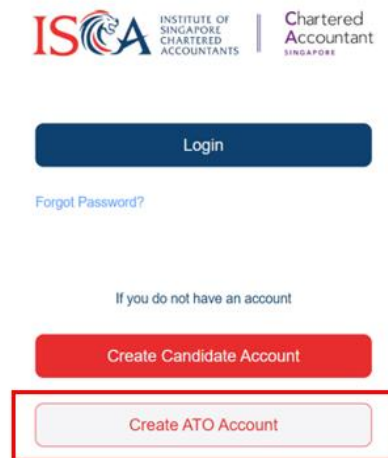 ISCA
INSTITUTE OF
SINGAPORE
CHARTERED
ACCOUNTANTS
Chartered
Accountant
SINGAPORE
Login
Forgot Password?
If you do not have an account
Create Candidate Account
Create ATO Account